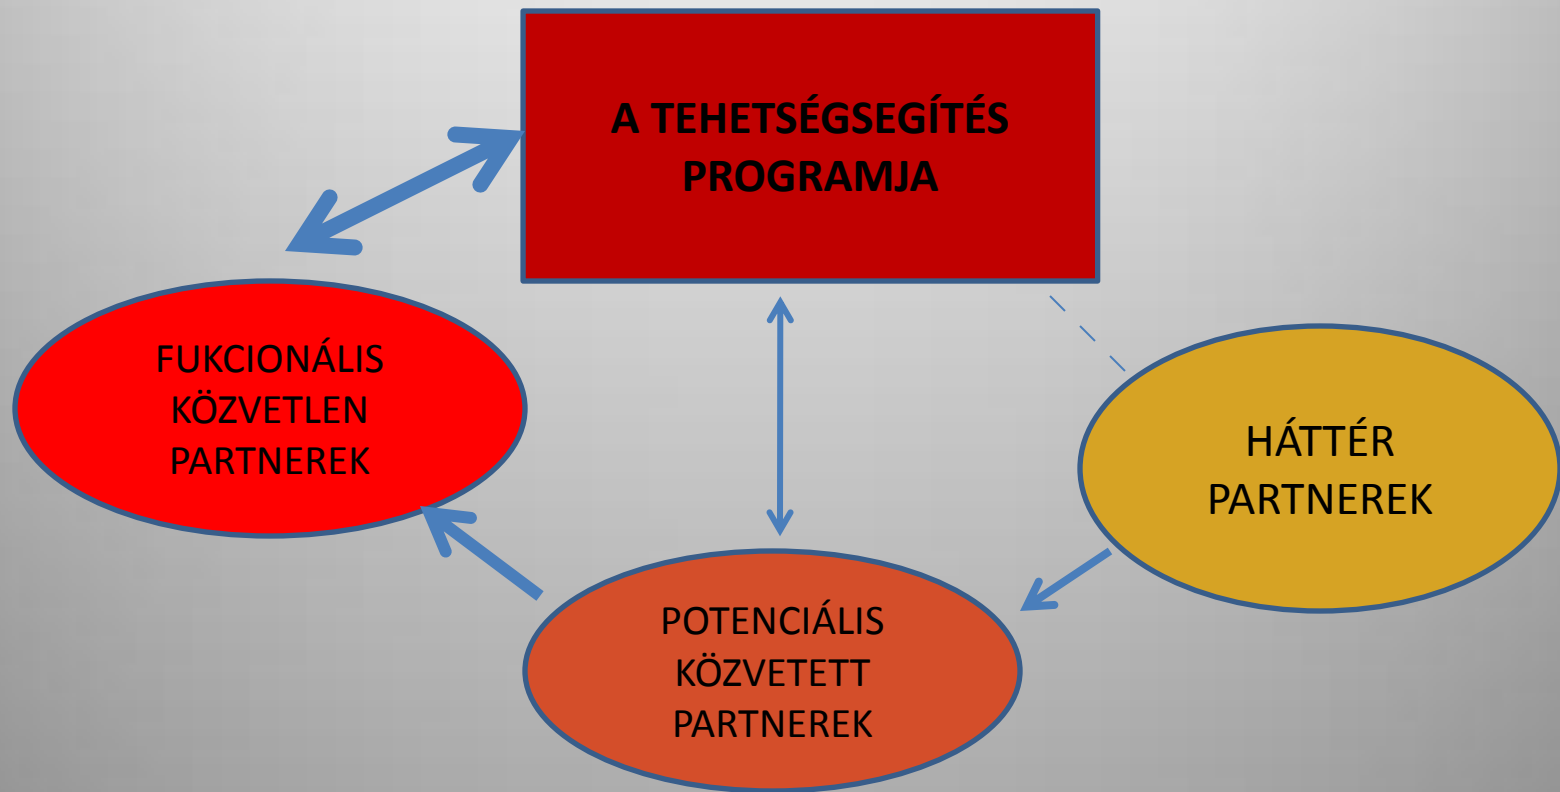 A TEHETSÉGSEGÍTÉS
PROGRAMJA
FUKCIONÁLIS
KÖZVETLEN
PARTNEREK
HÁTTÉR
PARTNEREK
POTENCIÁLIS
KÖZVETETT
PARTNEREK